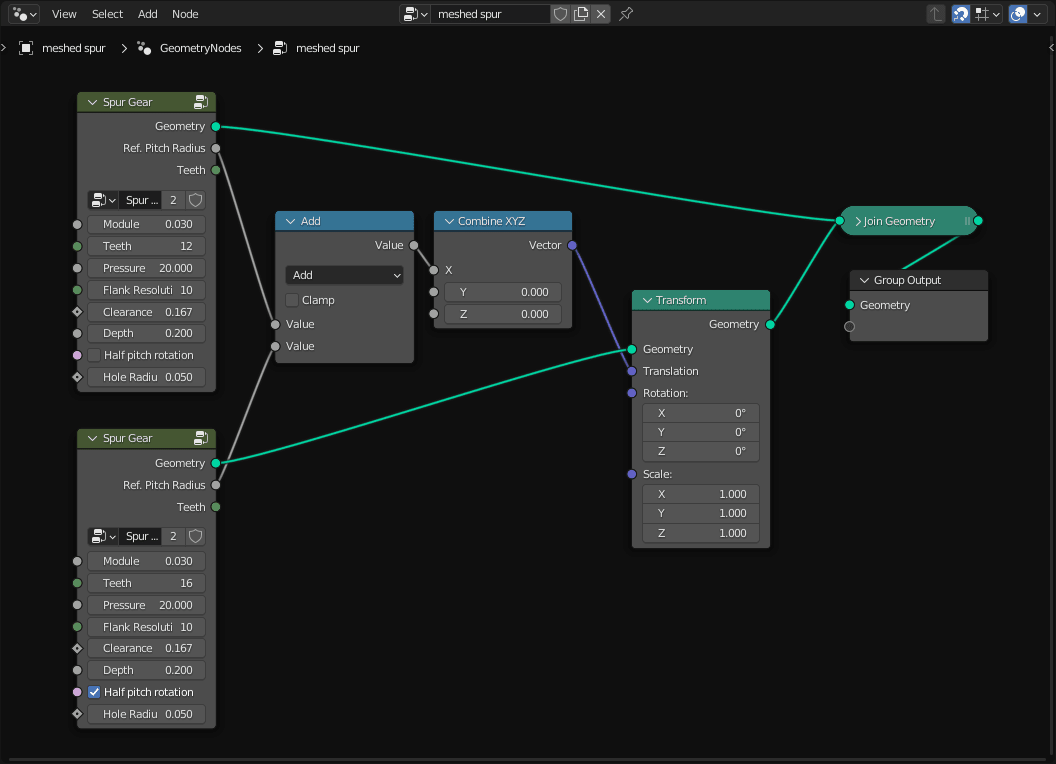 View Select Add Node meshed spur
meshed spur GeometryNodes meshed spur
Spur Gear
Geometry
Ref. Pitch Radius
Teeth
Spur ... 2
Module 0.030
Teeth 12
Pressure 20.000
Flank Resoluti 10
Clearance 0.167
Depth 0.200
Half pitch rotation
Hole Radiu 0.050
Spur Gear
Geometry
Ref. Pitch Radius
Teeth
Spur ... 2
Module 0.030
Teeth 16
Pressure 20.000
Flank Resoluti 10
Clearance 0.167
Depth 0.200
Half pitch rotation
Hole Radiu 0.050
Add
Value
Add
Clamp
Value
Value
Combine XYZ
Vector
X
Y 0.000
Z 0.000
Transform
Geometry
Geometry
Translation
Rotation:
X 0°
Y 0°
Z 0°
Scale:
X 1.000
Y 1.000
Z 1.000
Join Geometry
Group Output
Geometry